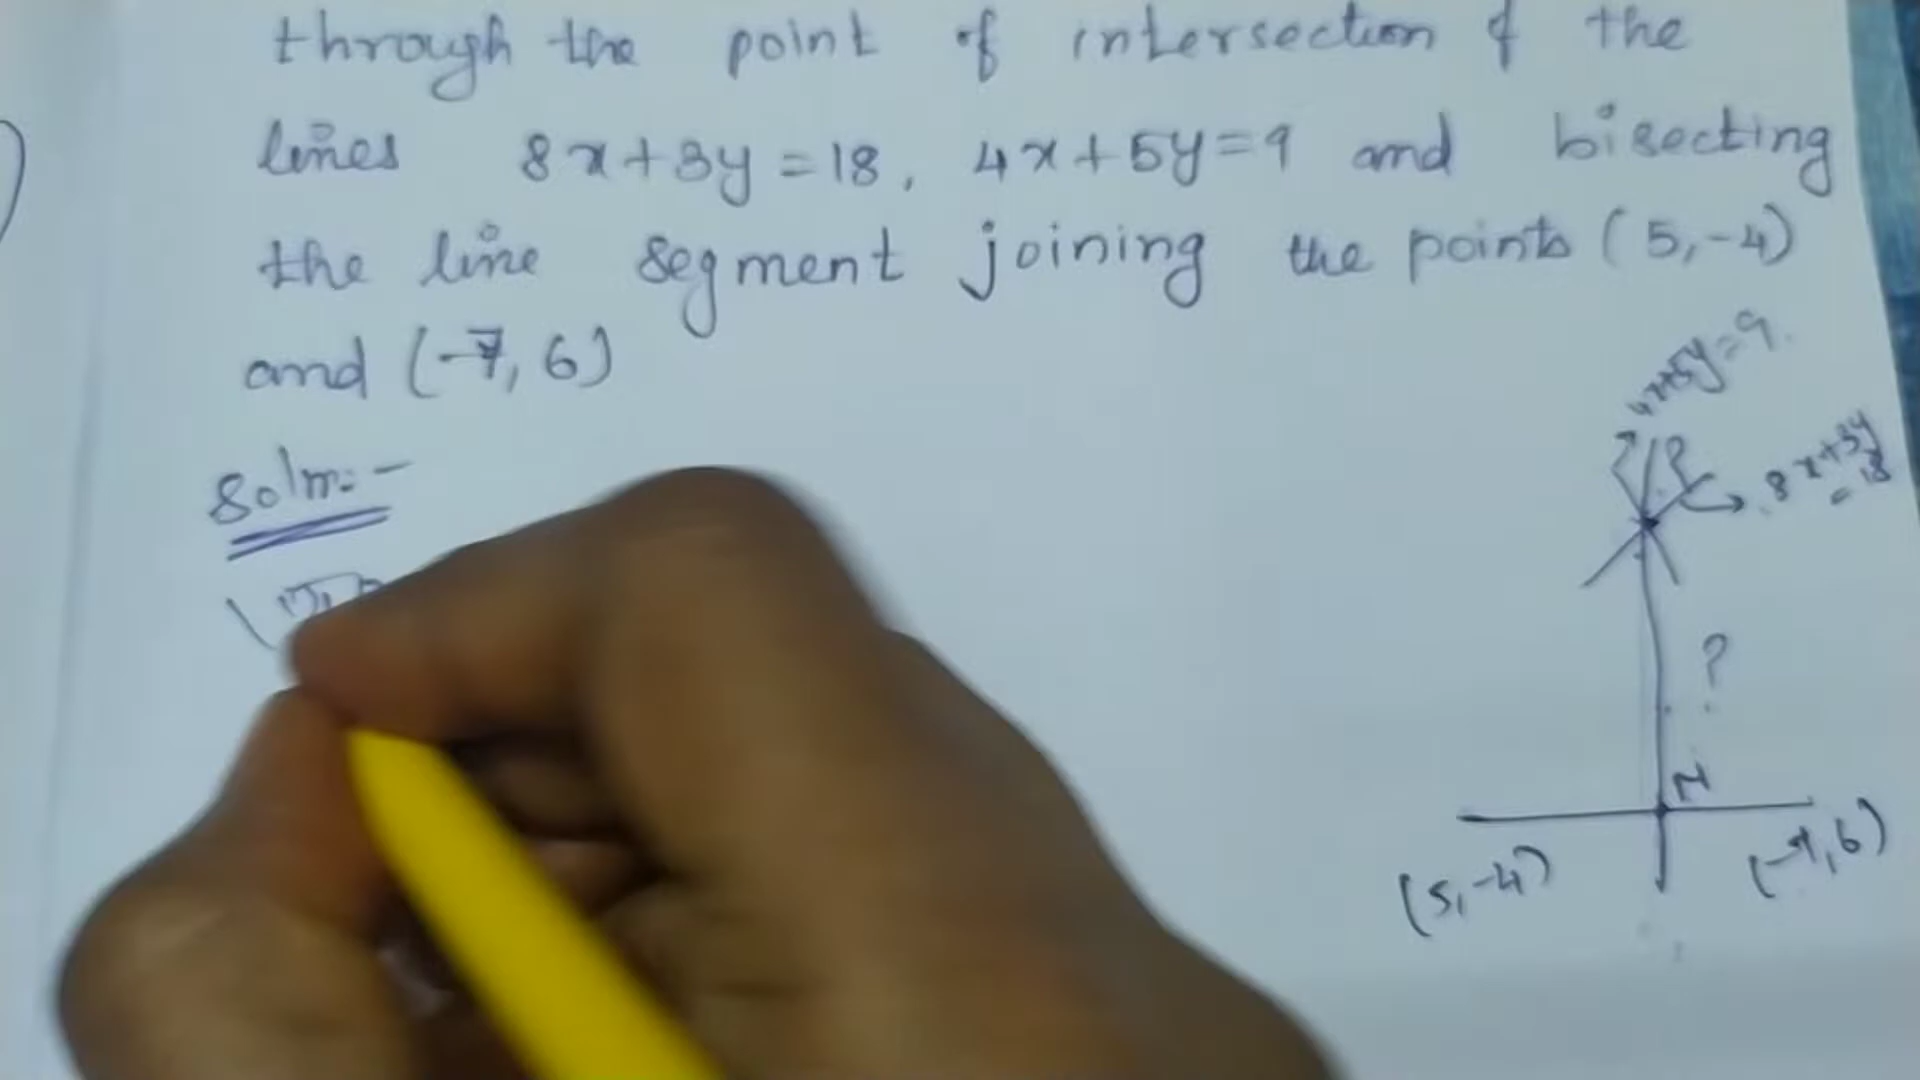 through the point of intersection of the
lines 8x+3y=18, 4x+5y=9 and bisecting
the line segment joining the points (5,-4)
and (-7, 6)
4x+5y=9
?
8x+3y
=18
Soln:-
?
M
(5,-4)
(-7,6)